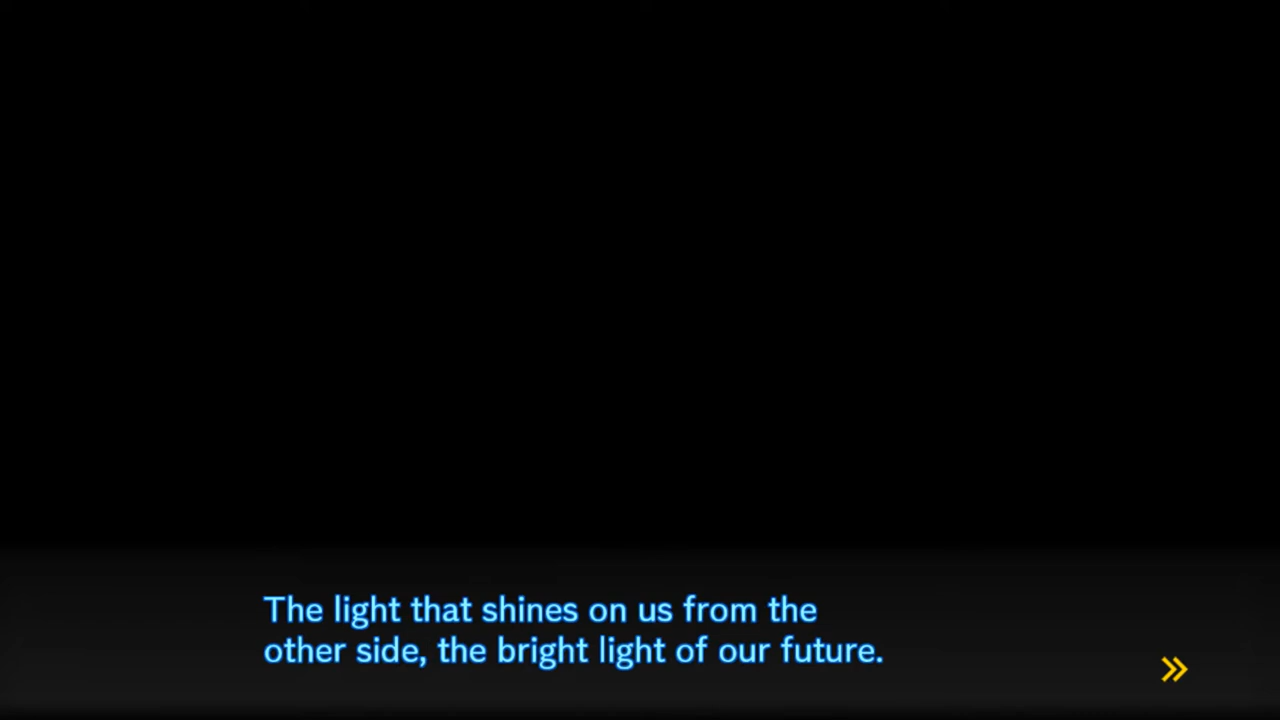 The light that shines on us from the
other side, the bright light of our future.